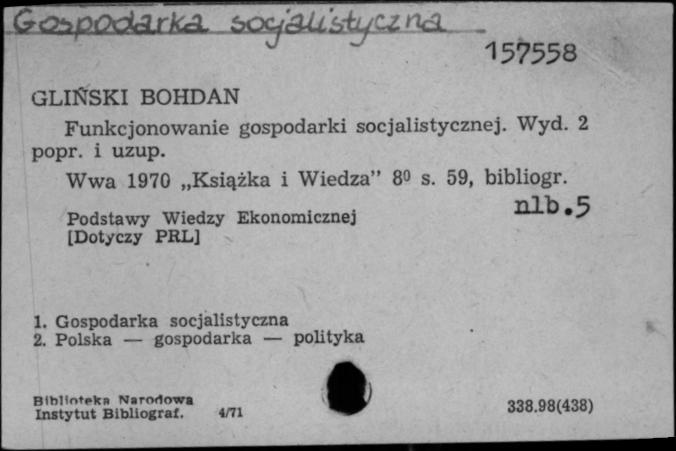 Gospodarka socjalistyczna
157558
GLIŃSKI BOHDAN
Funkcjonowanie gospodarki socjalistycznej. Wyd. 2
popr. i uzup.
Wwa 1970 „Książka i Wiedza” 8⁰ s. 59, bibliogr.
nlb.5
Podstawy Wiedzy Ekonomicznej
[Dotyczy PRL]
1. Gospodarka socjalistyczna
2. Polska — gospodarka — polityka
Biblioteka Narodowa
Instytut Bibliograf. 4/71
338.98(438)